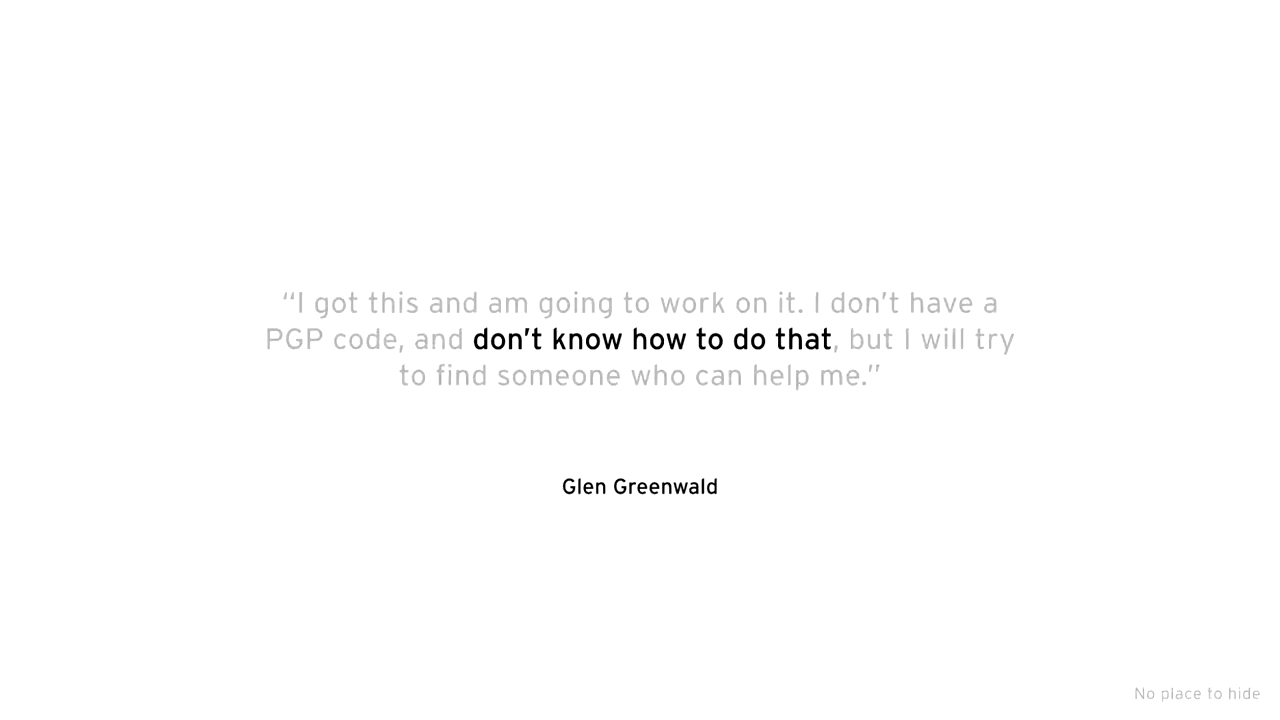 “I got this and am going to work on it. I don’t have a
PGP code, and don’t know how to do that, but I will try
to find someone who can help me.”
Glen Greenwald
No place to hide